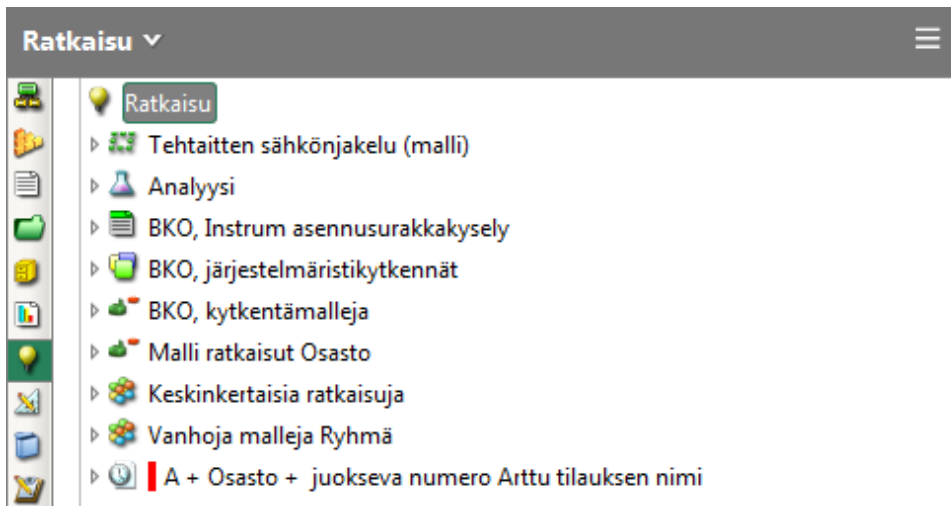 Ratkaisu
Ratkaisu
Tehtaitten sähkönjakelu (malli)
Analyysi
BKO, Instrum asennusurakkakysely
BKO, järjestelmäristikytkennät
BKO, kytkentämalleja
Malli ratkaisut Osasto
Keskinkertaisia ratkaisuja
Vanhoja malleja Ryhmä
A + Osasto + juokseva numero Arttu tilauksen nimi